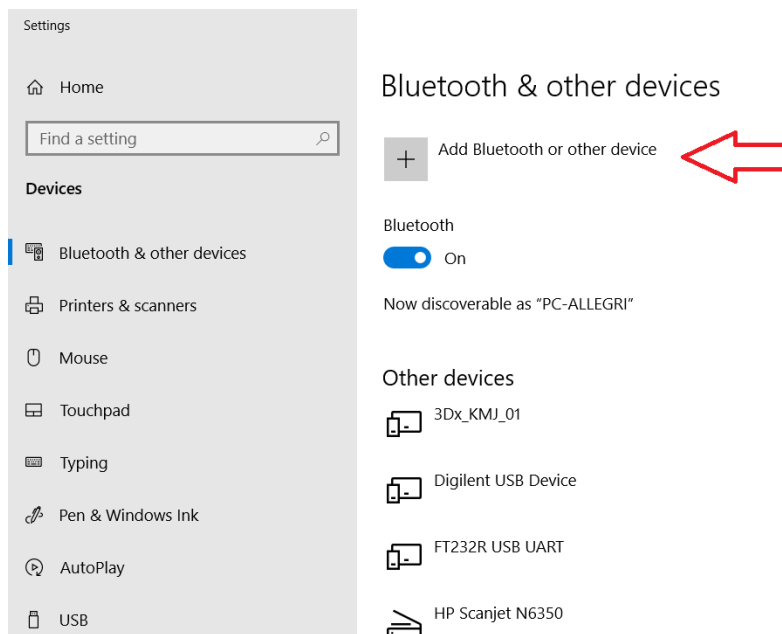 Settings
Home
Find a setting
Devices
Bluetooth & other devices
Printers & scanners
Mouse
Touchpad
Typing
Pen & Windows Ink
AutoPlay
USB
Bluetooth & other devices
Add Bluetooth or other device
Bluetooth
On
Now discoverable as “PC-ALLEGRI”
Other devices
3Dx_KMJ_01
Digilent USB Device
FT232R USB UART
HP Scanjet N6350